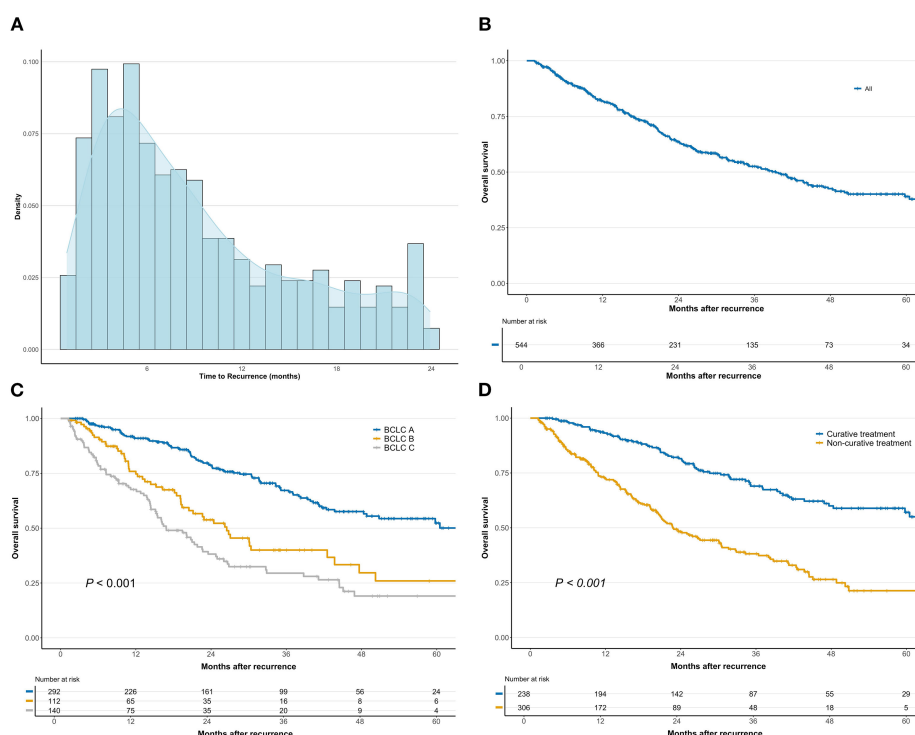 A
0.100
0.075
0.050
0.025
0.000
Density
6 12 18 24
Time to Recurrence (months)
B
1.00
0.75
0.50
0.25
0.00
Overall survival
All
0 12 24 36 48 60
Months after recurrence
Number at risk
544 366 231 135 73 34
0 12 24 36 48 60
Months after recurrence
C
1.00
0.75
0.50
0.25
0.00
Overall survival
BCLC A
BCLC B
BCLC C
P < 0.001
0 12 24 36 48 60
Months after recurrence
Number at risk
292 226 161 99 56 24
112 65 35 16 8 6
140 75 35 20 9 4
0 12 24 36 48 60
Months after recurrence
D
1.00
0.75
0.50
0.25
0.00
Overall survival
Curative treatment
Non-curative treatment
P < 0.001
0 12 24 36 48 60
Months after recurrence
Number at risk
238 194 142 87 55 29
306 172 89 48 18 5
0 12 24 36 48 60
Months after recurrence